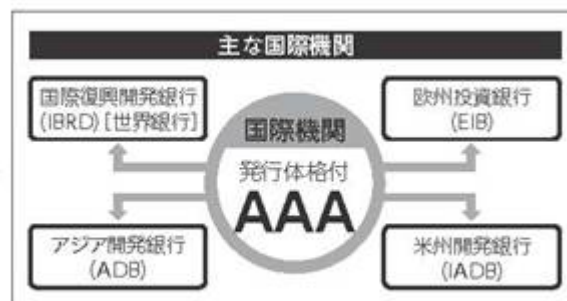 主な国際機関
国際復興開発銀行
(IBRD)[世界銀行]
欧州投資銀行
(EIB)
国際機関
発行体格付
AAA
アジア開発銀行
(ADB)
米州開発銀行
(IADB)